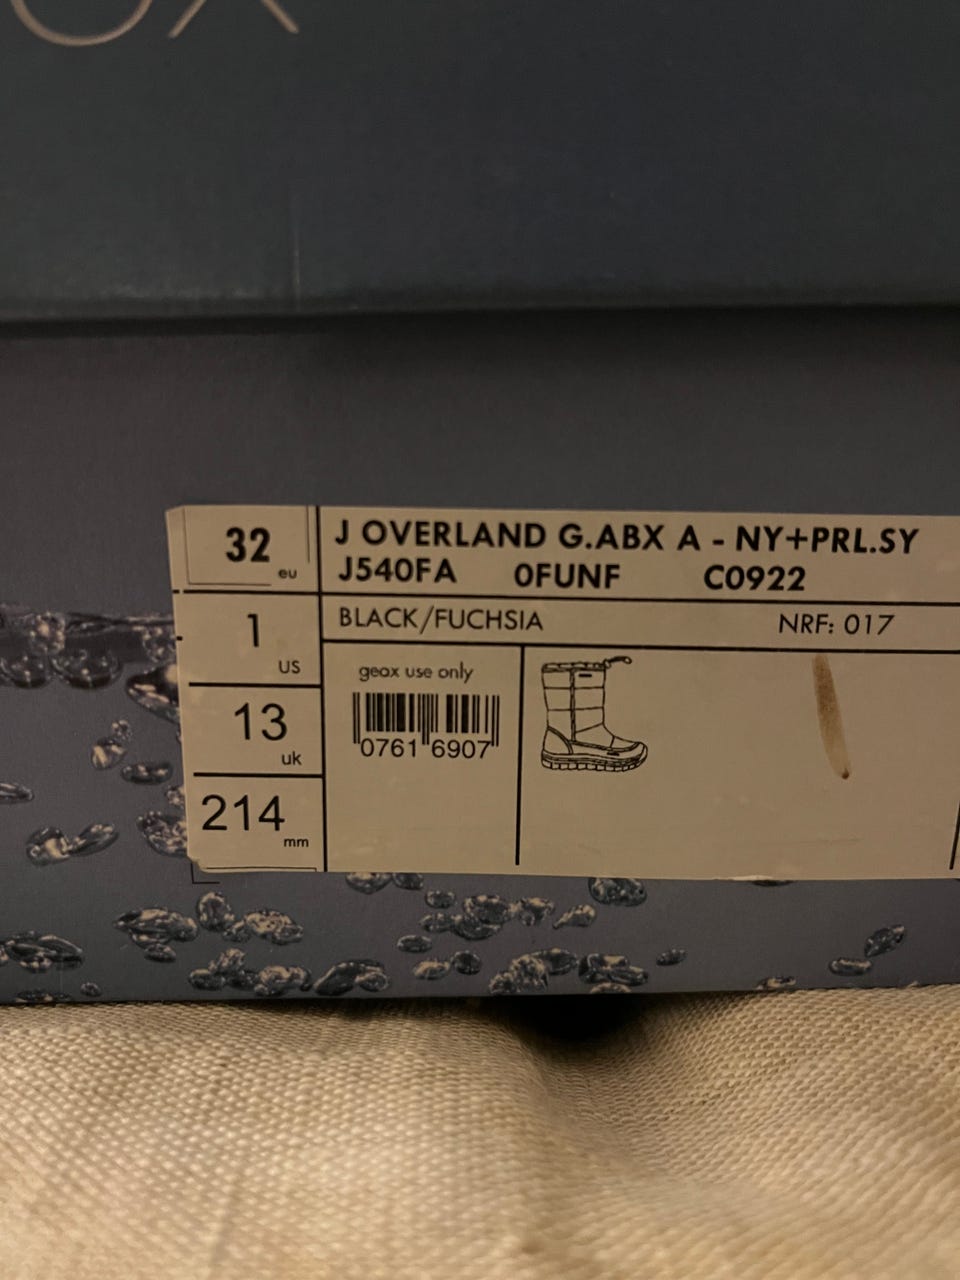 OX
32 eu
J OVERLAND G.ABX A - NY+PRL.SY
J540FA 0FUNF C0922
1 US
BLACK/FUCHSIA NRF: 017
13 uk
geox use only
0761 6907
214 mm